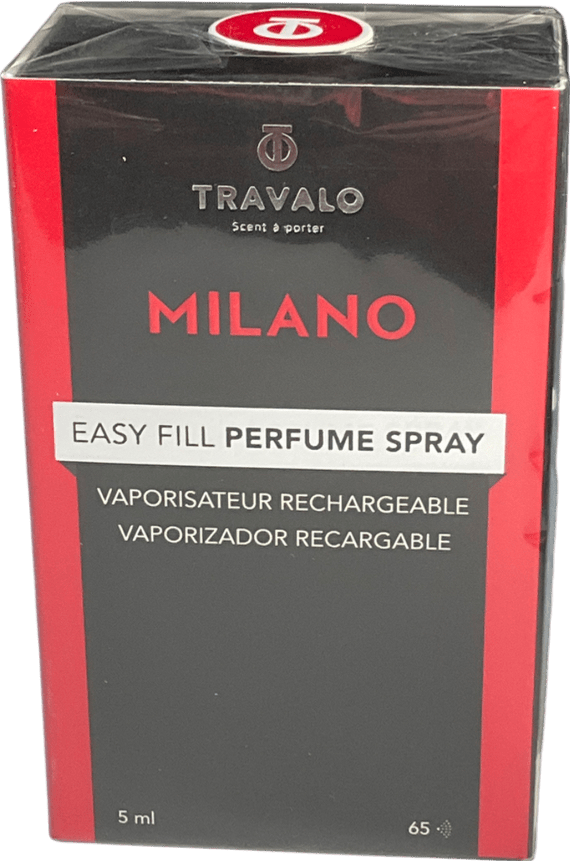 TRAVALO
Scent à porter
MILANO
EASY FILL PERFUME SPRAY
VAPORISATEUR RECHARGEABLE
VAPORIZADOR RECARGABLE
5 ml
65